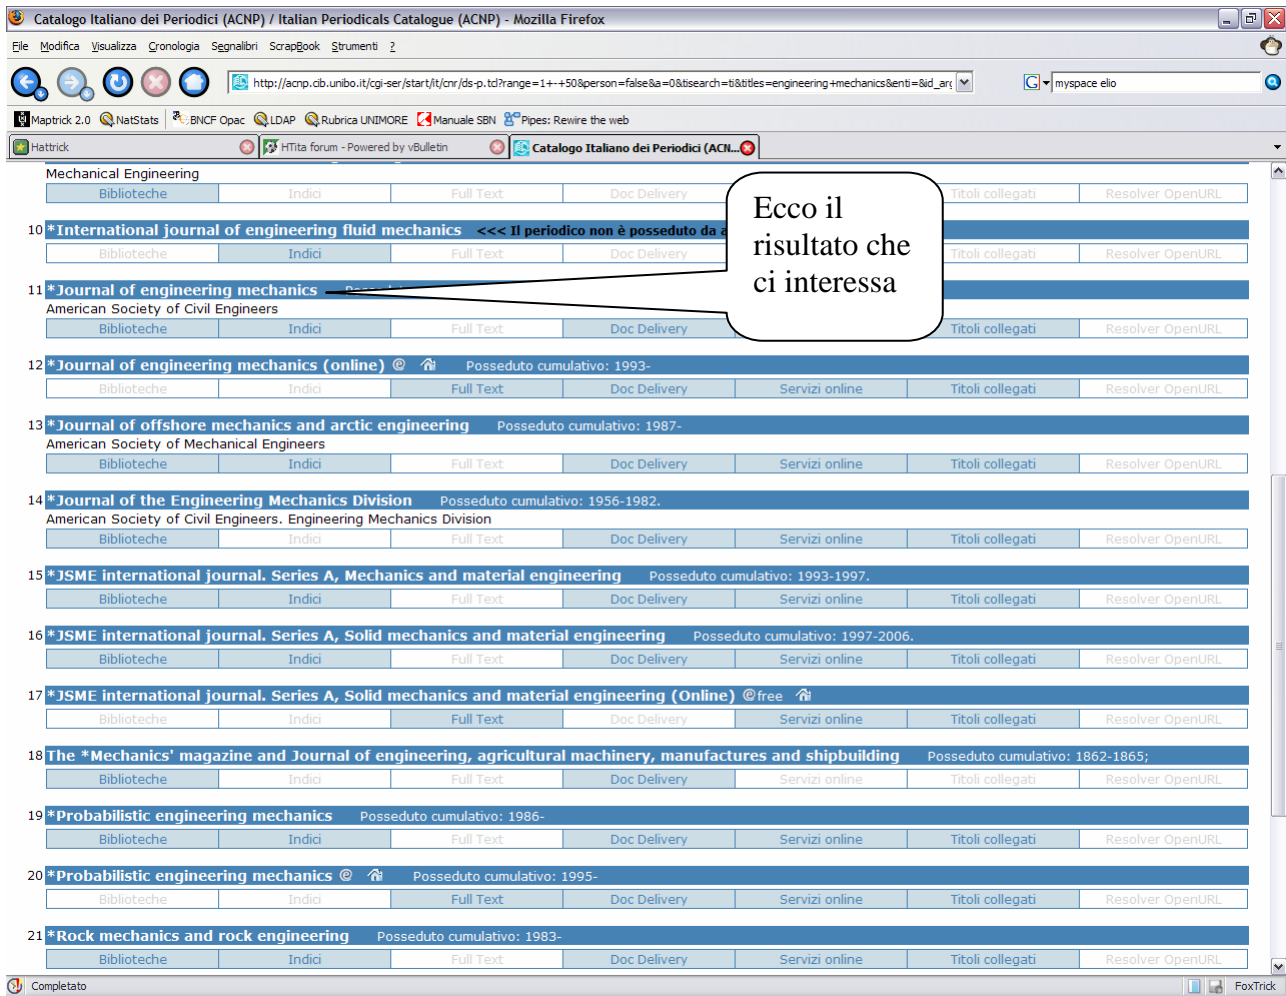 Catalogo Italiano dei Periodici (ACNP) / Italian Periodicals Catalogue (ACNP) - Mozilla Firefox
File Modifica Visualizza Cronologia Segnalibri ScrapBook Strumenti ?
http://acnp.cib.unibo.it/cgi-ser/start/it/cnr/ds-p.tcl?range=1+-+50&person=false&a=0&tisearch=ti&titles=engineering+mechanics&enti=&id_arg
G myspace elio
Maptrick 2.0 NatStats BNCF Opac LDAP Rubrica UNIMORE Manuale SBN Pipes: Rewire the web
Hattrick HTita forum - Powered by vBulletin Catalogo Italiano dei Periodici (ACN...
Mechanical Engineering
Biblioteche Indici Full Text Doc Delivery Titoli collegati Resolver OpenURL
10 *International journal of engineering fluid mechanics <<< Il periodico non è posseduto da a
Biblioteche Indici Full Text Doc Delivery Titoli collegati Resolver OpenURL
Ecco il
risultato che
ci interessa
11 *Journal of engineering mechanics
American Society of Civil Engineers
Biblioteche Indici Full Text Doc Delivery Titoli collegati Resolver OpenURL
12 *Journal of engineering mechanics (online) @ Posseduto cumulativo: 1993-
Biblioteche Indici Full Text Doc Delivery Servizi online Titoli collegati Resolver OpenURL
13 *Journal of offshore mechanics and arctic engineering Posseduto cumulativo: 1987-
American Society of Mechanical Engineers
Biblioteche Indici Full Text Doc Delivery Servizi online Titoli collegati Resolver OpenURL
14 *Journal of the Engineering Mechanics Division Posseduto cumulativo: 1956-1982.
American Society of Civil Engineers. Engineering Mechanics Division
Biblioteche Indici Full Text Doc Delivery Servizi online Titoli collegati Resolver OpenURL
15 *JSME international journal. Series A, Mechanics and material engineering Posseduto cumulativo: 1993-1997.
Biblioteche Indici Full Text Doc Delivery Servizi online Titoli collegati Resolver OpenURL
16 *JSME international journal. Series A, Solid mechanics and material engineering Posseduto cumulativo: 1997-2006.
Biblioteche Indici Full Text Doc Delivery Servizi online Titoli collegati Resolver OpenURL
17 *JSME international journal. Series A, Solid mechanics and material engineering (Online) @free
Biblioteche Indici Full Text Doc Delivery Servizi online Titoli collegati Resolver OpenURL
18 The *Mechanics' magazine and Journal of engineering, agricultural machinery, manufactures and shipbuilding Posseduto cumulativo: 1862-1865;
Biblioteche Indici Full Text Doc Delivery Servizi online Titoli collegati Resolver OpenURL
19 *Probabilistic engineering mechanics Posseduto cumulativo: 1986-
Biblioteche Indici Full Text Doc Delivery Servizi online Titoli collegati Resolver OpenURL
20 *Probabilistic engineering mechanics @ Posseduto cumulativo: 1995-
Biblioteche Indici Full Text Doc Delivery Servizi online Titoli collegati Resolver OpenURL
21 *Rock mechanics and rock engineering Posseduto cumulativo: 1983-
Biblioteche Indici Full Text Doc Delivery Servizi online Titoli collegati Resolver OpenURL
Completato FoxTrick